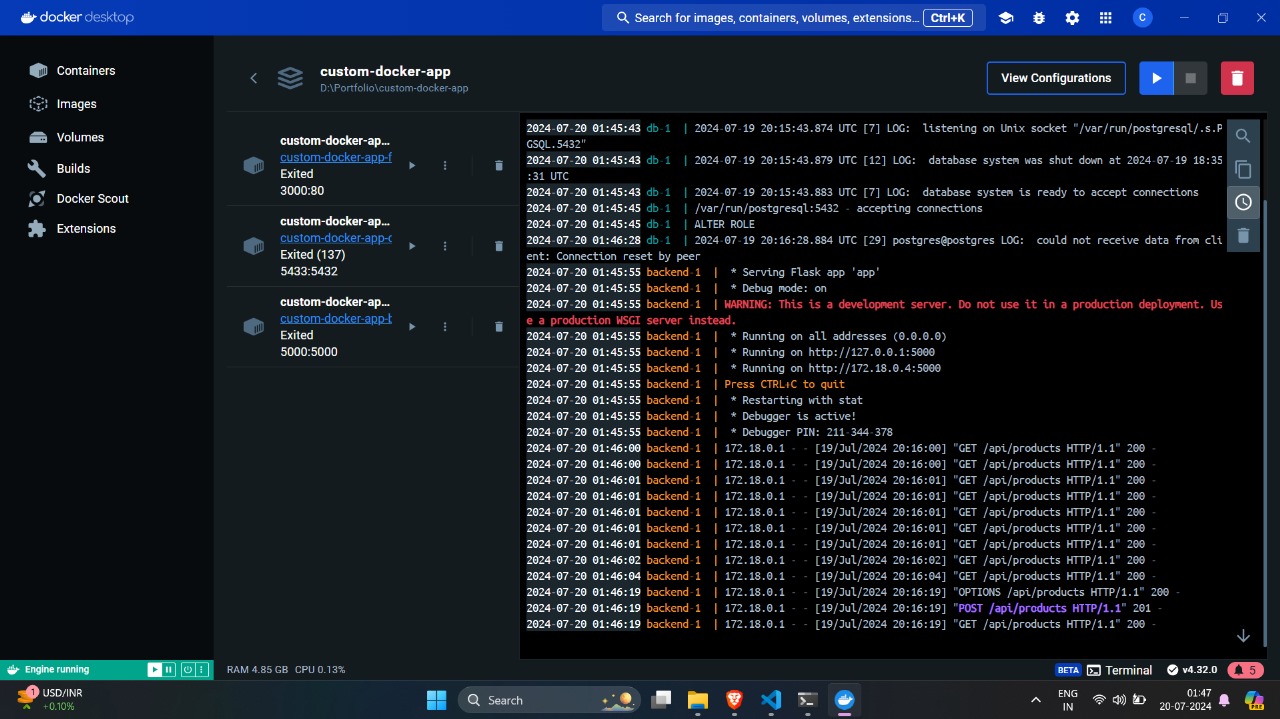 docker desktop
Search for images, containers, volumes, extensions... Ctrl+K
C
Containers
Images
Volumes
Builds
Docker Scout
Extensions
custom-docker-app
D:\Portfolio\custom-docker-app
View Configurations
custom-docker-ap...
custom-docker-app-f
Exited
3000:80
custom-docker-ap...
custom-docker-app-c
Exited (137)
5433:5432
custom-docker-ap...
custom-docker-app-b
Exited
5000:5000
2024-07-20 01:45:43 db-1 | 2024-07-19 20:15:43.874 UTC [7] LOG: listening on Unix socket "/var/run/postgresql/.s.P
GSQL.5432"
2024-07-20 01:45:43 db-1 | 2024-07-19 20:15:43.879 UTC [12] LOG: database system was shut down at 2024-07-19 18:35
:31 UTC
2024-07-20 01:45:43 db-1 | 2024-07-19 20:15:43.883 UTC [7] LOG: database system is ready to accept connections
2024-07-20 01:45:45 db-1 | /var/run/postgresql:5432 - accepting connections
2024-07-20 01:45:45 db-1 | ALTER ROLE
2024-07-20 01:46:28 db-1 | 2024-07-19 20:16:28.884 UTC [29] postgres@postgres LOG: could not receive data from cli
ent: Connection reset by peer
2024-07-20 01:45:55 backend-1 | * Serving Flask app 'app'
2024-07-20 01:45:55 backend-1 | * Debug mode: on
2024-07-20 01:45:55 backend-1 | WARNING: This is a development server. Do not use it in a production deployment. Us
e a production WSGI server instead.
2024-07-20 01:45:55 backend-1 | * Running on all addresses (0.0.0.0)
2024-07-20 01:45:55 backend-1 | * Running on http://127.0.0.1:5000
2024-07-20 01:45:55 backend-1 | * Running on http://172.18.0.4:5000
2024-07-20 01:45:55 backend-1 | Press CTRL+C to quit
2024-07-20 01:45:55 backend-1 | * Restarting with stat
2024-07-20 01:45:55 backend-1 | * Debugger is active!
2024-07-20 01:45:55 backend-1 | * Debugger PIN: 211-344-378
2024-07-20 01:46:00 backend-1 | 172.18.0.1 - - [19/Jul/2024 20:16:00] "GET /api/products HTTP/1.1" 200 -
2024-07-20 01:46:00 backend-1 | 172.18.0.1 - - [19/Jul/2024 20:16:00] "GET /api/products HTTP/1.1" 200 -
2024-07-20 01:46:01 backend-1 | 172.18.0.1 - - [19/Jul/2024 20:16:01] "GET /api/products HTTP/1.1" 200 -
2024-07-20 01:46:01 backend-1 | 172.18.0.1 - - [19/Jul/2024 20:16:01] "GET /api/products HTTP/1.1" 200 -
2024-07-20 01:46:01 backend-1 | 172.18.0.1 - - [19/Jul/2024 20:16:01] "GET /api/products HTTP/1.1" 200 -
2024-07-20 01:46:01 backend-1 | 172.18.0.1 - - [19/Jul/2024 20:16:01] "GET /api/products HTTP/1.1" 200 -
2024-07-20 01:46:01 backend-1 | 172.18.0.1 - - [19/Jul/2024 20:16:01] "GET /api/products HTTP/1.1" 200 -
2024-07-20 01:46:02 backend-1 | 172.18.0.1 - - [19/Jul/2024 20:16:02] "GET /api/products HTTP/1.1" 200 -
2024-07-20 01:46:04 backend-1 | 172.18.0.1 - - [19/Jul/2024 20:16:04] "GET /api/products HTTP/1.1" 200 -
2024-07-20 01:46:19 backend-1 | 172.18.0.1 - - [19/Jul/2024 20:16:19] "OPTIONS /api/products HTTP/1.1" 200 -
2024-07-20 01:46:19 backend-1 | 172.18.0.1 - - [19/Jul/2024 20:16:19] "POST /api/products HTTP/1.1" 201 -
2024-07-20 01:46:19 backend-1 | 172.18.0.1 - - [19/Jul/2024 20:16:19] "GET /api/products HTTP/1.1" 200 -
Engine running
RAM 4.85 GB CPU 0.13%
BETA Terminal v4.32.0 5
1
USD/INR
+0.10%
Search
ENG
IN
01:47
20-07-2024
PRE